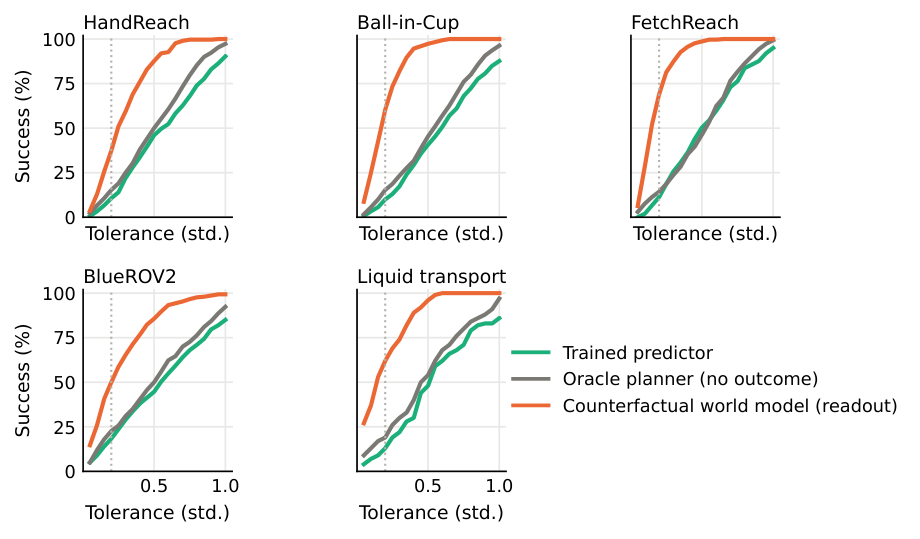 HandReach
Ball-in-Cup
FetchReach
100
75
50
25
0
Success (%)
Tolerance (std.)
Tolerance (std.)
Tolerance (std.)
BlueROV2
Liquid transport
100
75
50
25
0
Success (%)
0.5 1.0
0.5 1.0
Tolerance (std.)
Tolerance (std.)
Trained predictor
Oracle planner (no outcome)
Counterfactual world model (readout)